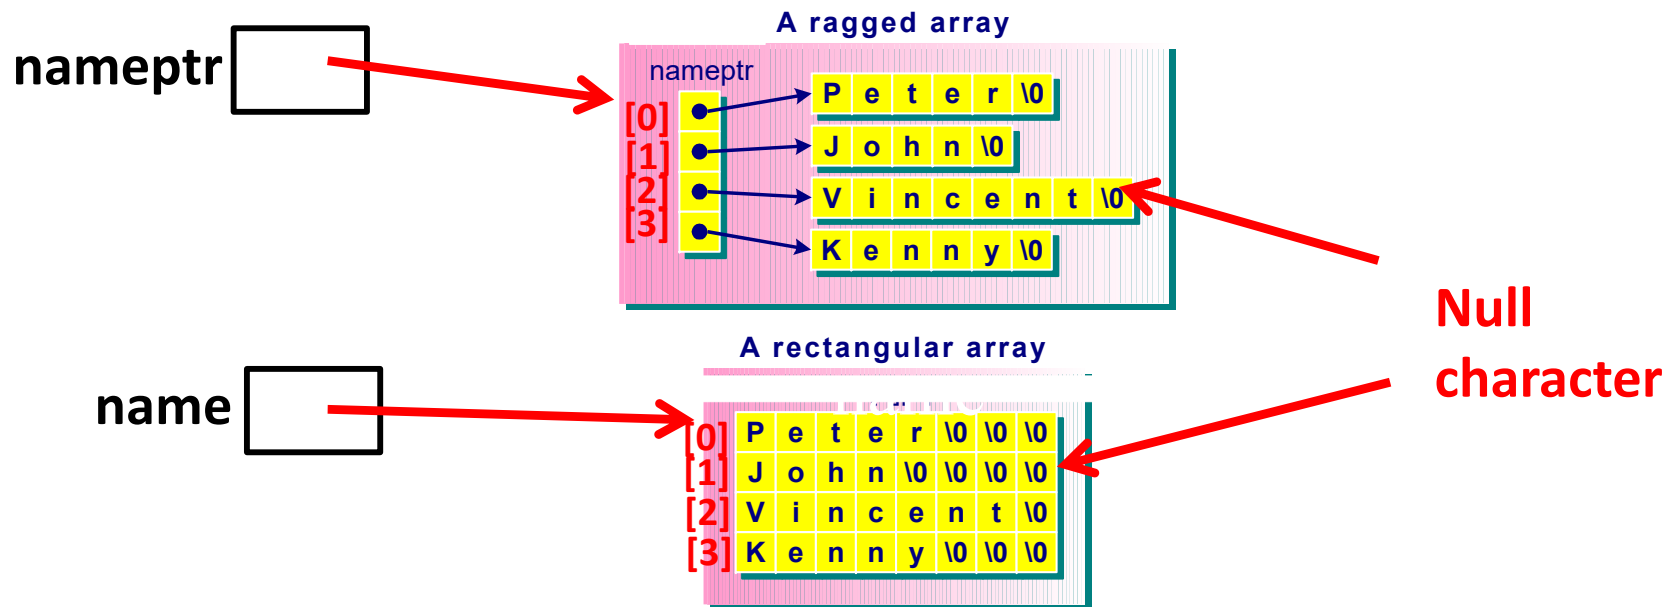 A ragged array
nameptr
nameptr
[0] P e t e r \0
[1] J o h n \0
[2] V i n c e n t \0
[3] K e n n y \0
Null
character
A rectangular array
name
[0] P e t e r \0 \0 \0
[1] J o h n \0 \0 \0 \0
[2] V i n c e n t \0
[3] K e n n y \0 \0 \0